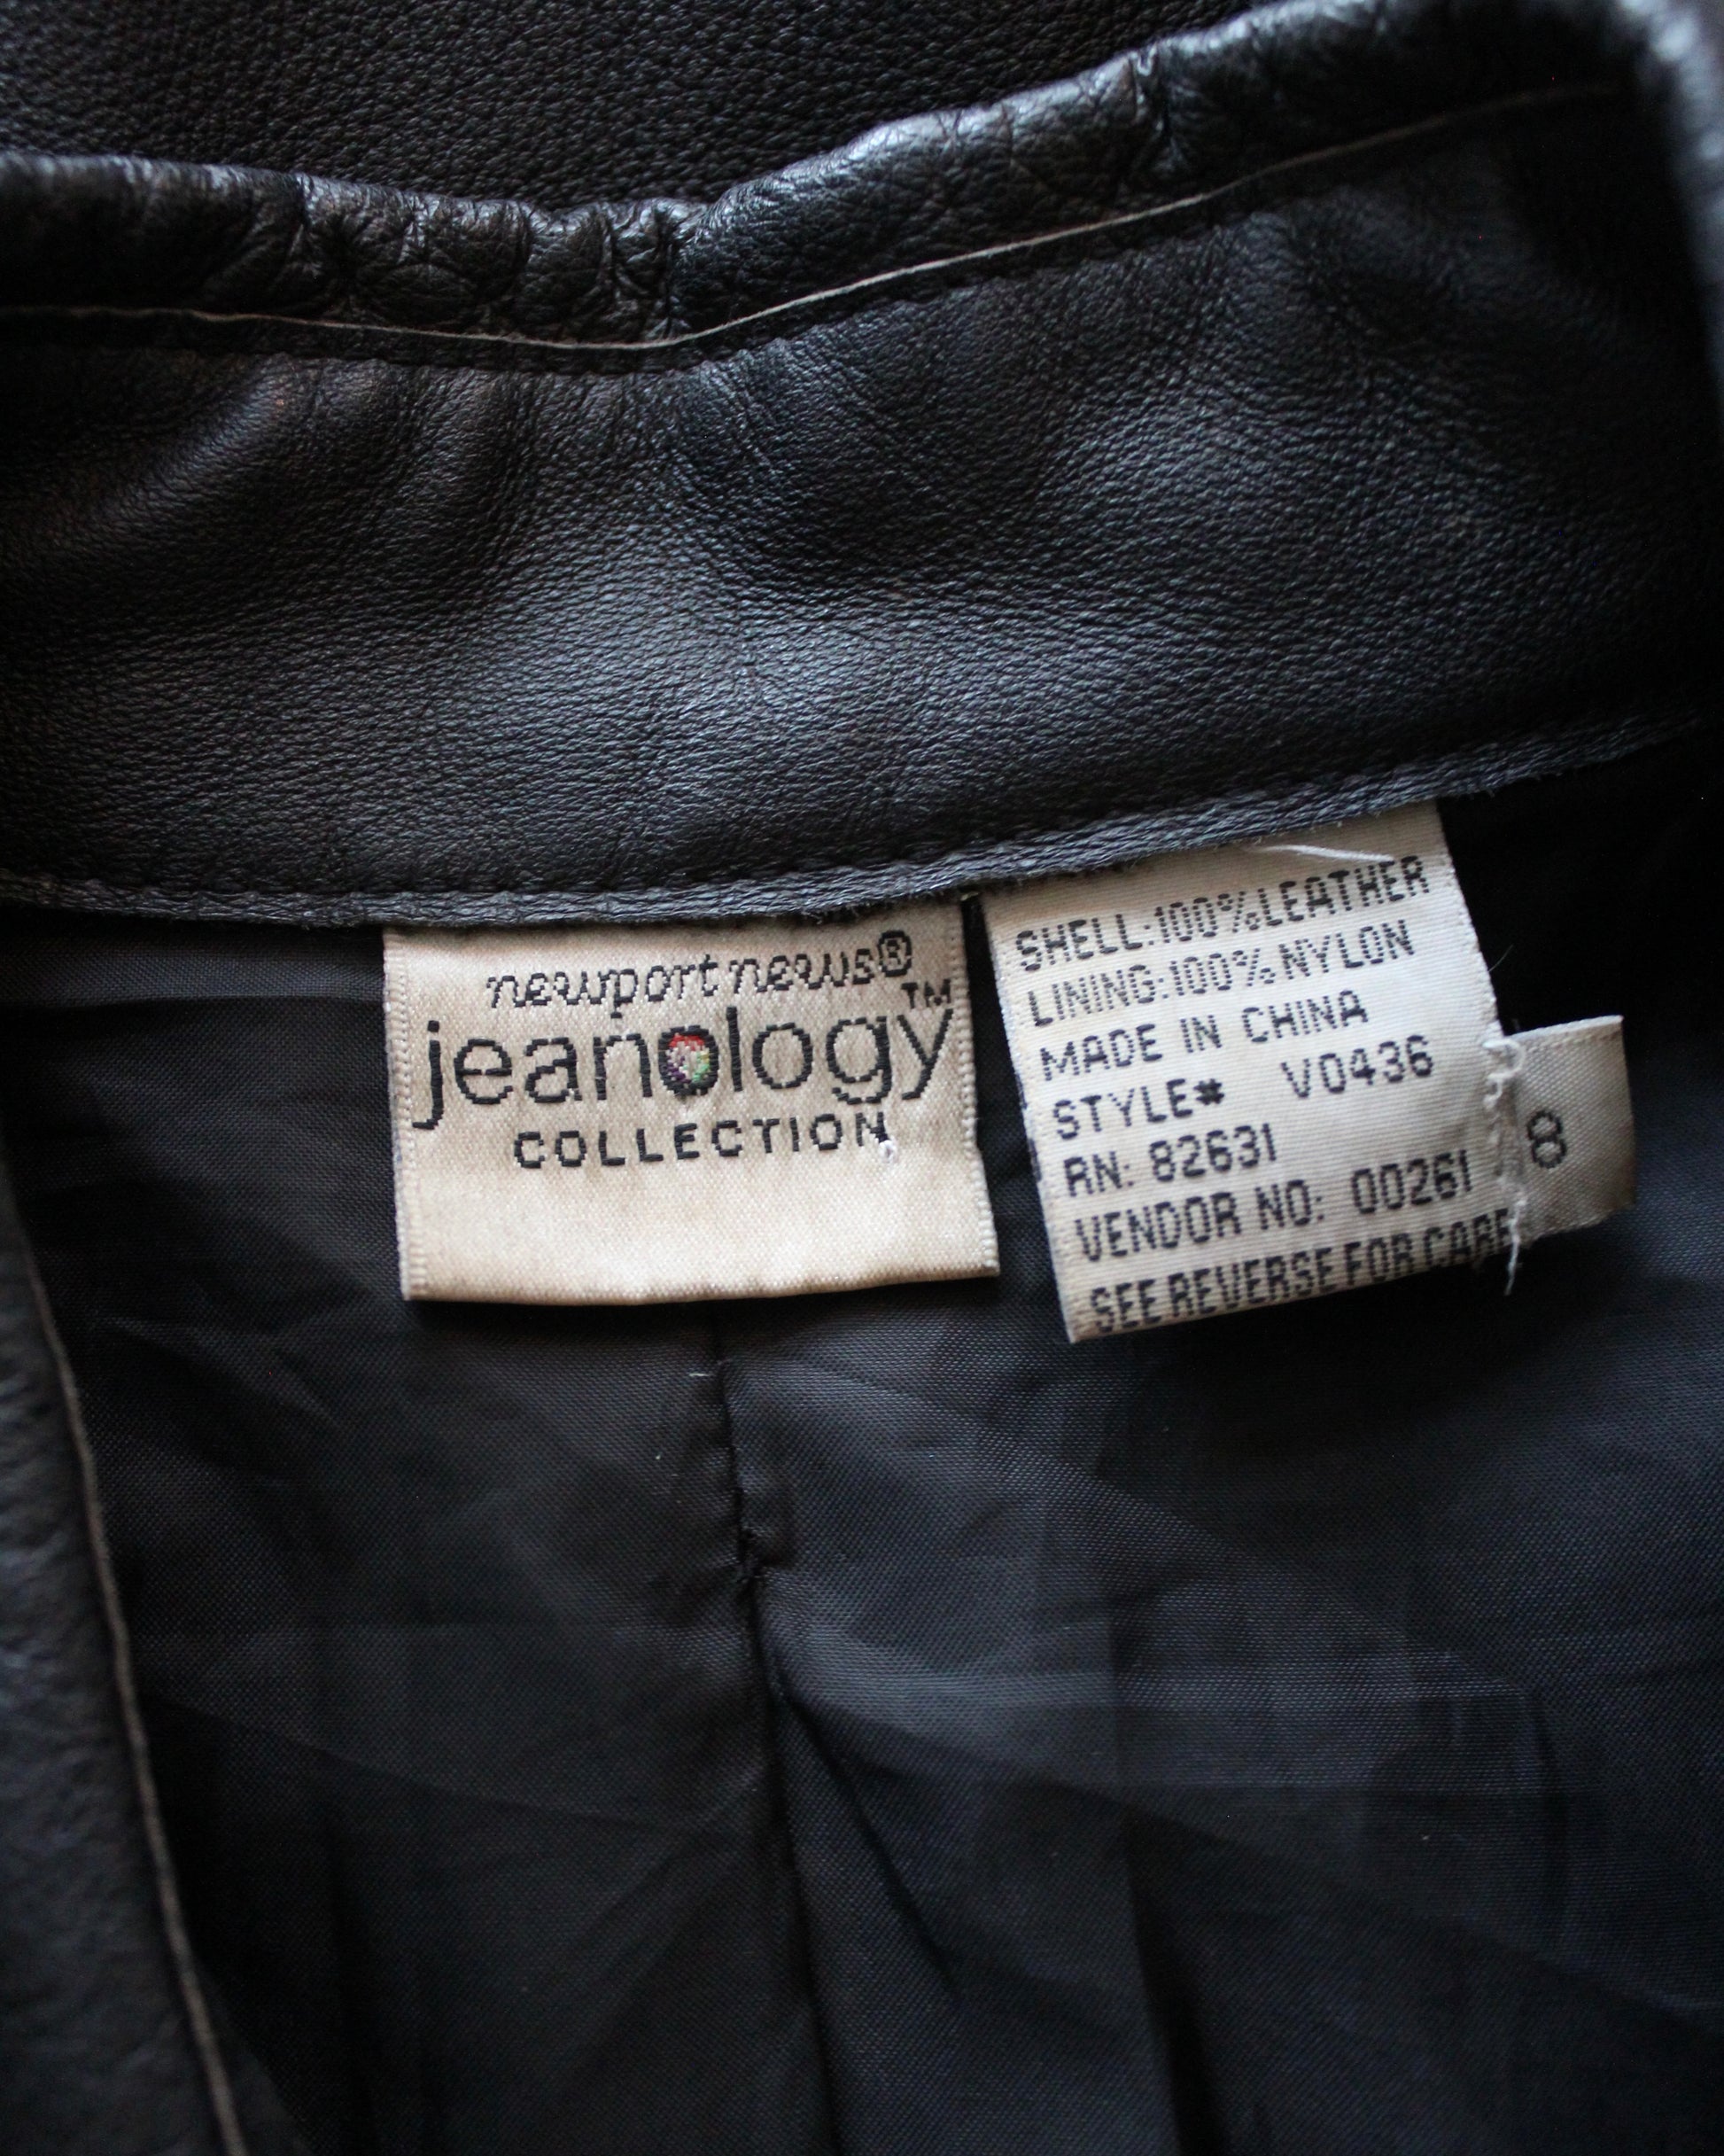 newport news®
jeanology™
COLLECTION
SHELL:100%LEATHER
LINING:100%NYLON
MADE IN CHINA
STYLE# V0436
RN: 82631
VENDOR NO: 00261
SEE REVERSE FOR CARE
8